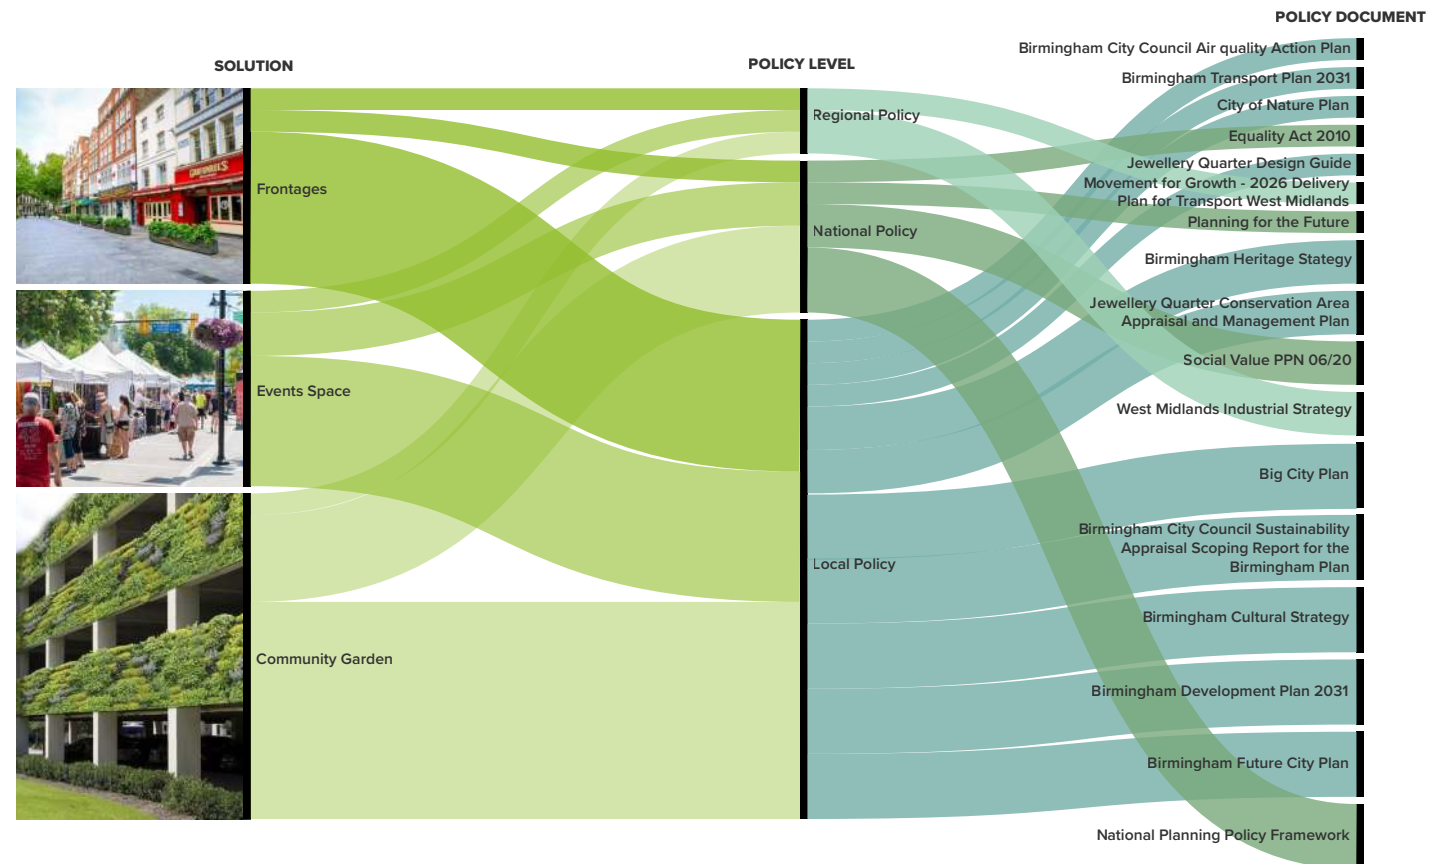 POLICY DOCUMENT
SOLUTION
POLICY LEVEL
Birmingham City Council Air quality Action Plan
Birmingham Transport Plan 2031
City of Nature Plan
Regional Policy
Equality Act 2010
Jewellery Quarter Design Guide
Movement for Growth - 2026 Delivery
Plan for Transport West Midlands
Frontages
Planning for the Future
National Policy
Birmingham Heritage Stategy
Jewellery Quarter Conservation Area
Appraisal and Management Plan
Social Value PPN 06/20
Events Space
West Midlands Industrial Strategy
Big City Plan
Birmingham City Council Sustainability
Appraisal Scoping Report for the
Birmingham Plan
Local Policy
Birmingham Cultural Strategy
Community Garden
Birmingham Development Plan 2031
Birmingham Future City Plan
National Planning Policy Framework